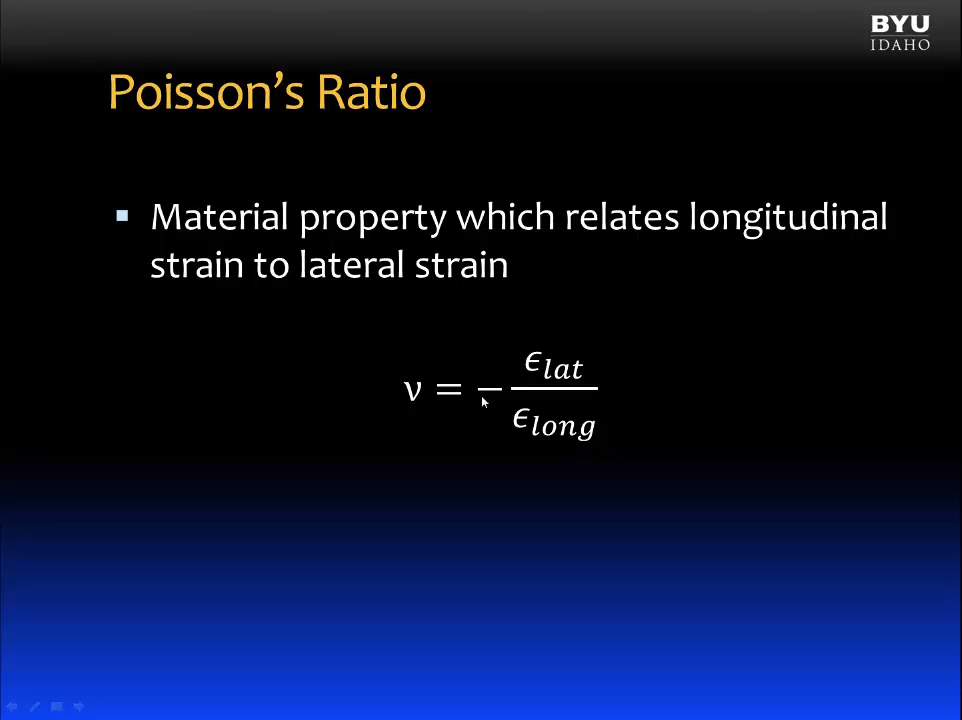 BYU
IDAHO
Poisson’s Ratio
▪ Material property which relates longitudinal
strain to lateral strain
ν = − ϵ_lat / ϵ_long